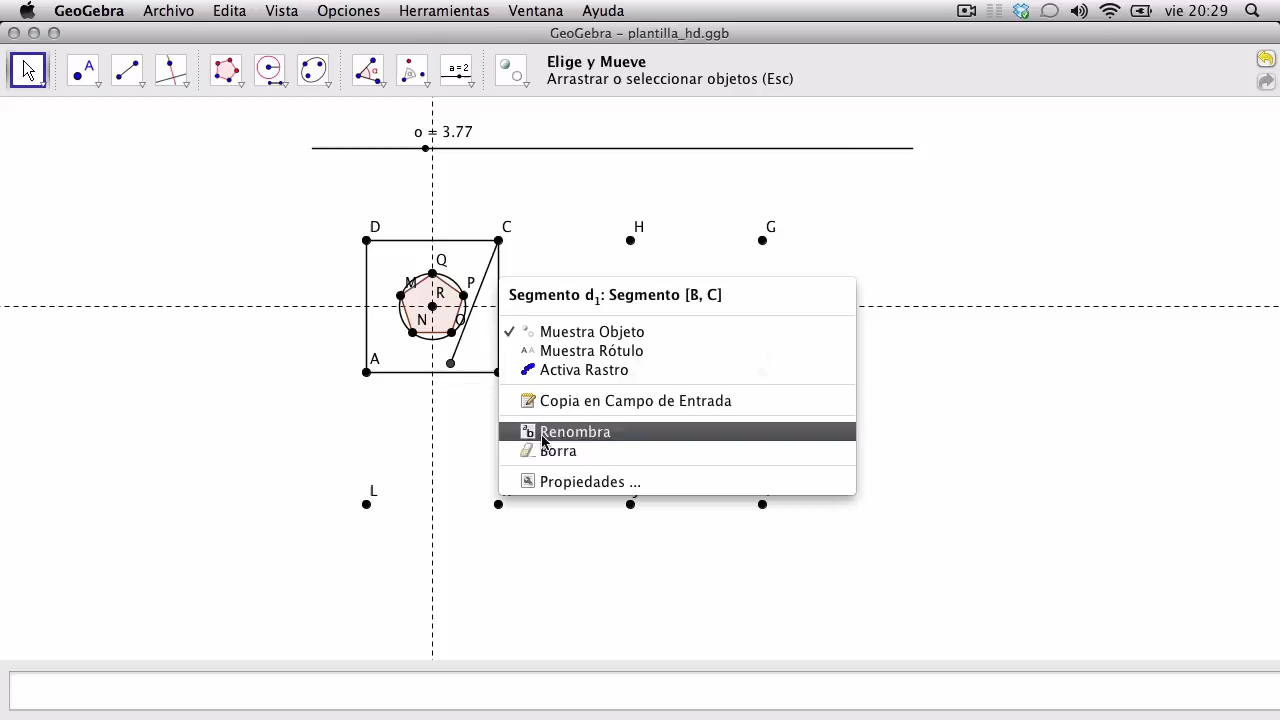 GeoGebra Archivo Edita Vista Opciones Herramientas Ventana Ayuda vie 20:29
GeoGebra – plantilla_hd.ggb
A α a=2
Elige y Mueve
Arrastrar o seleccionar objetos (Esc)
o = 3.77
D C H G
Q
M P
R
N O
A
Segmento d1: Segmento [B, C]
Muestra Objeto
Muestra Rótulo
Activa Rastro
Copia en Campo de Entrada
Renombra
Borra
Propiedades ...
L